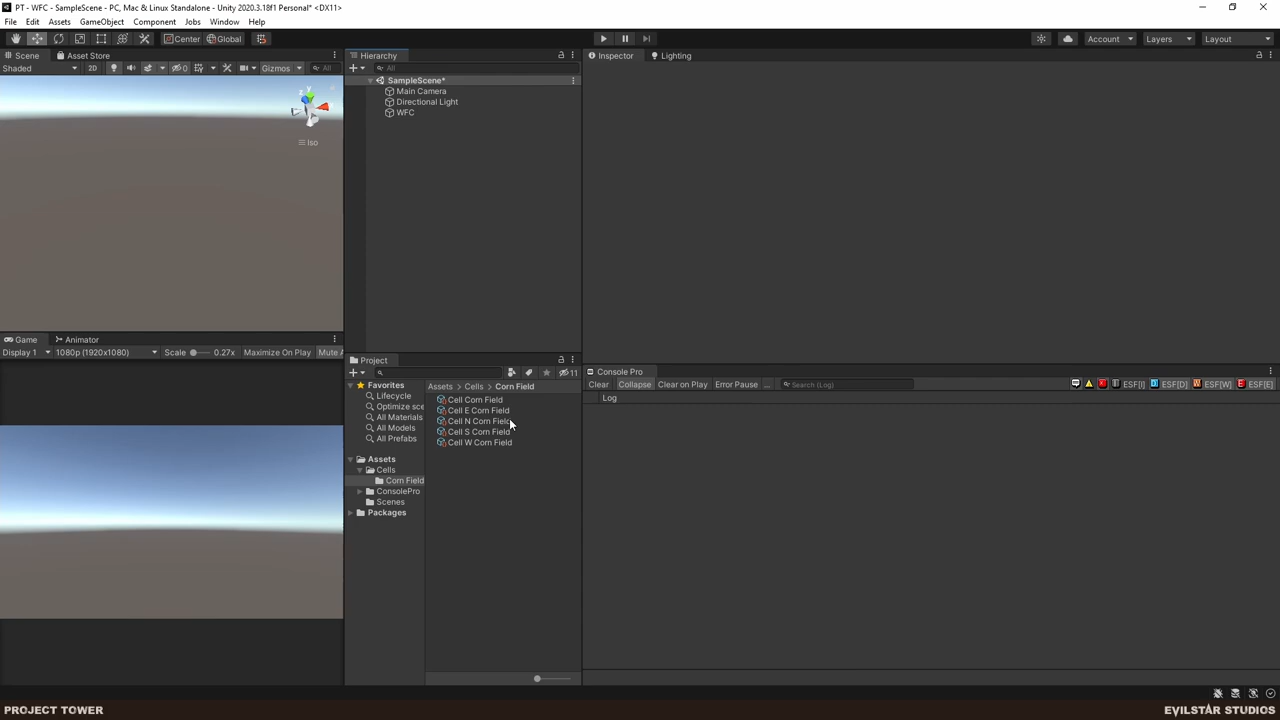 PT - WFC - SampleScene - PC, Mac & Linux Standalone - Unity 2020.3.18f1 Personal* <DX11>
File Edit Assets GameObject Component Jobs Window Help
Center Global
Account Layers Layout
Scene Asset Store
Shaded 2D 0 Gizmos All
Y
Z
Iso
Game Animator
Display 1 1080p (1920x1080) Scale 0.27x Maximize On Play Mute A
Hierarchy
All
SampleScene*
Main Camera
Directional Light
WFC
Project
11
Favorites
Lifecycle
Optimize sce
All Materials
All Models
All Prefabs
Assets
Cells
Corn Field
ConsolePro
Scenes
Packages
Assets > Cells > Corn Field
Cell Corn Field
Cell E Corn Field
Cell N Corn Field
Cell S Corn Field
Cell W Corn Field
Inspector Lighting
Console Pro
Clear Collapse Clear on Play Error Pause ... Search (Log) ESF[I] ESF[D] ESF[W] ESF[E]
Log
PROJECT TOWER
EVILSTAR STUDIOS